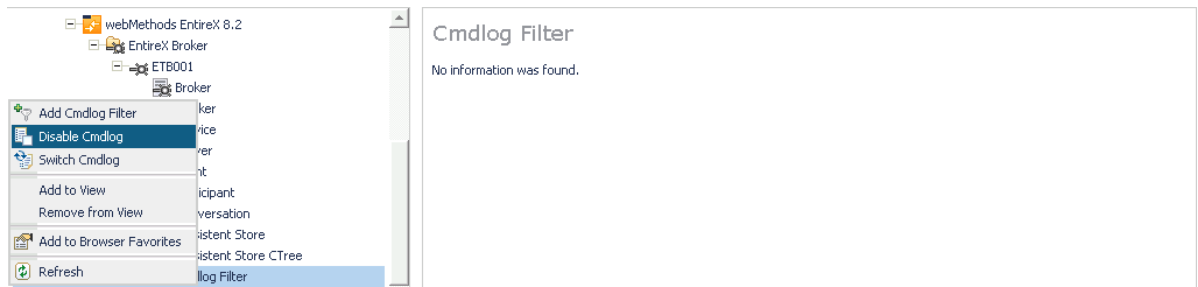 webMethods EntireX 8.2
EntireX Broker
ETB001
Broker
ker
Add Cmdlog Filter
vice
Disable Cmdlog
ver
Switch Cmdlog
nt
Add to View
icipant
Remove from View
versation
sistent Store
Add to Browser Favorites
sistent Store CTree
Refresh
llog Filter
Cmdlog Filter
No information was found.